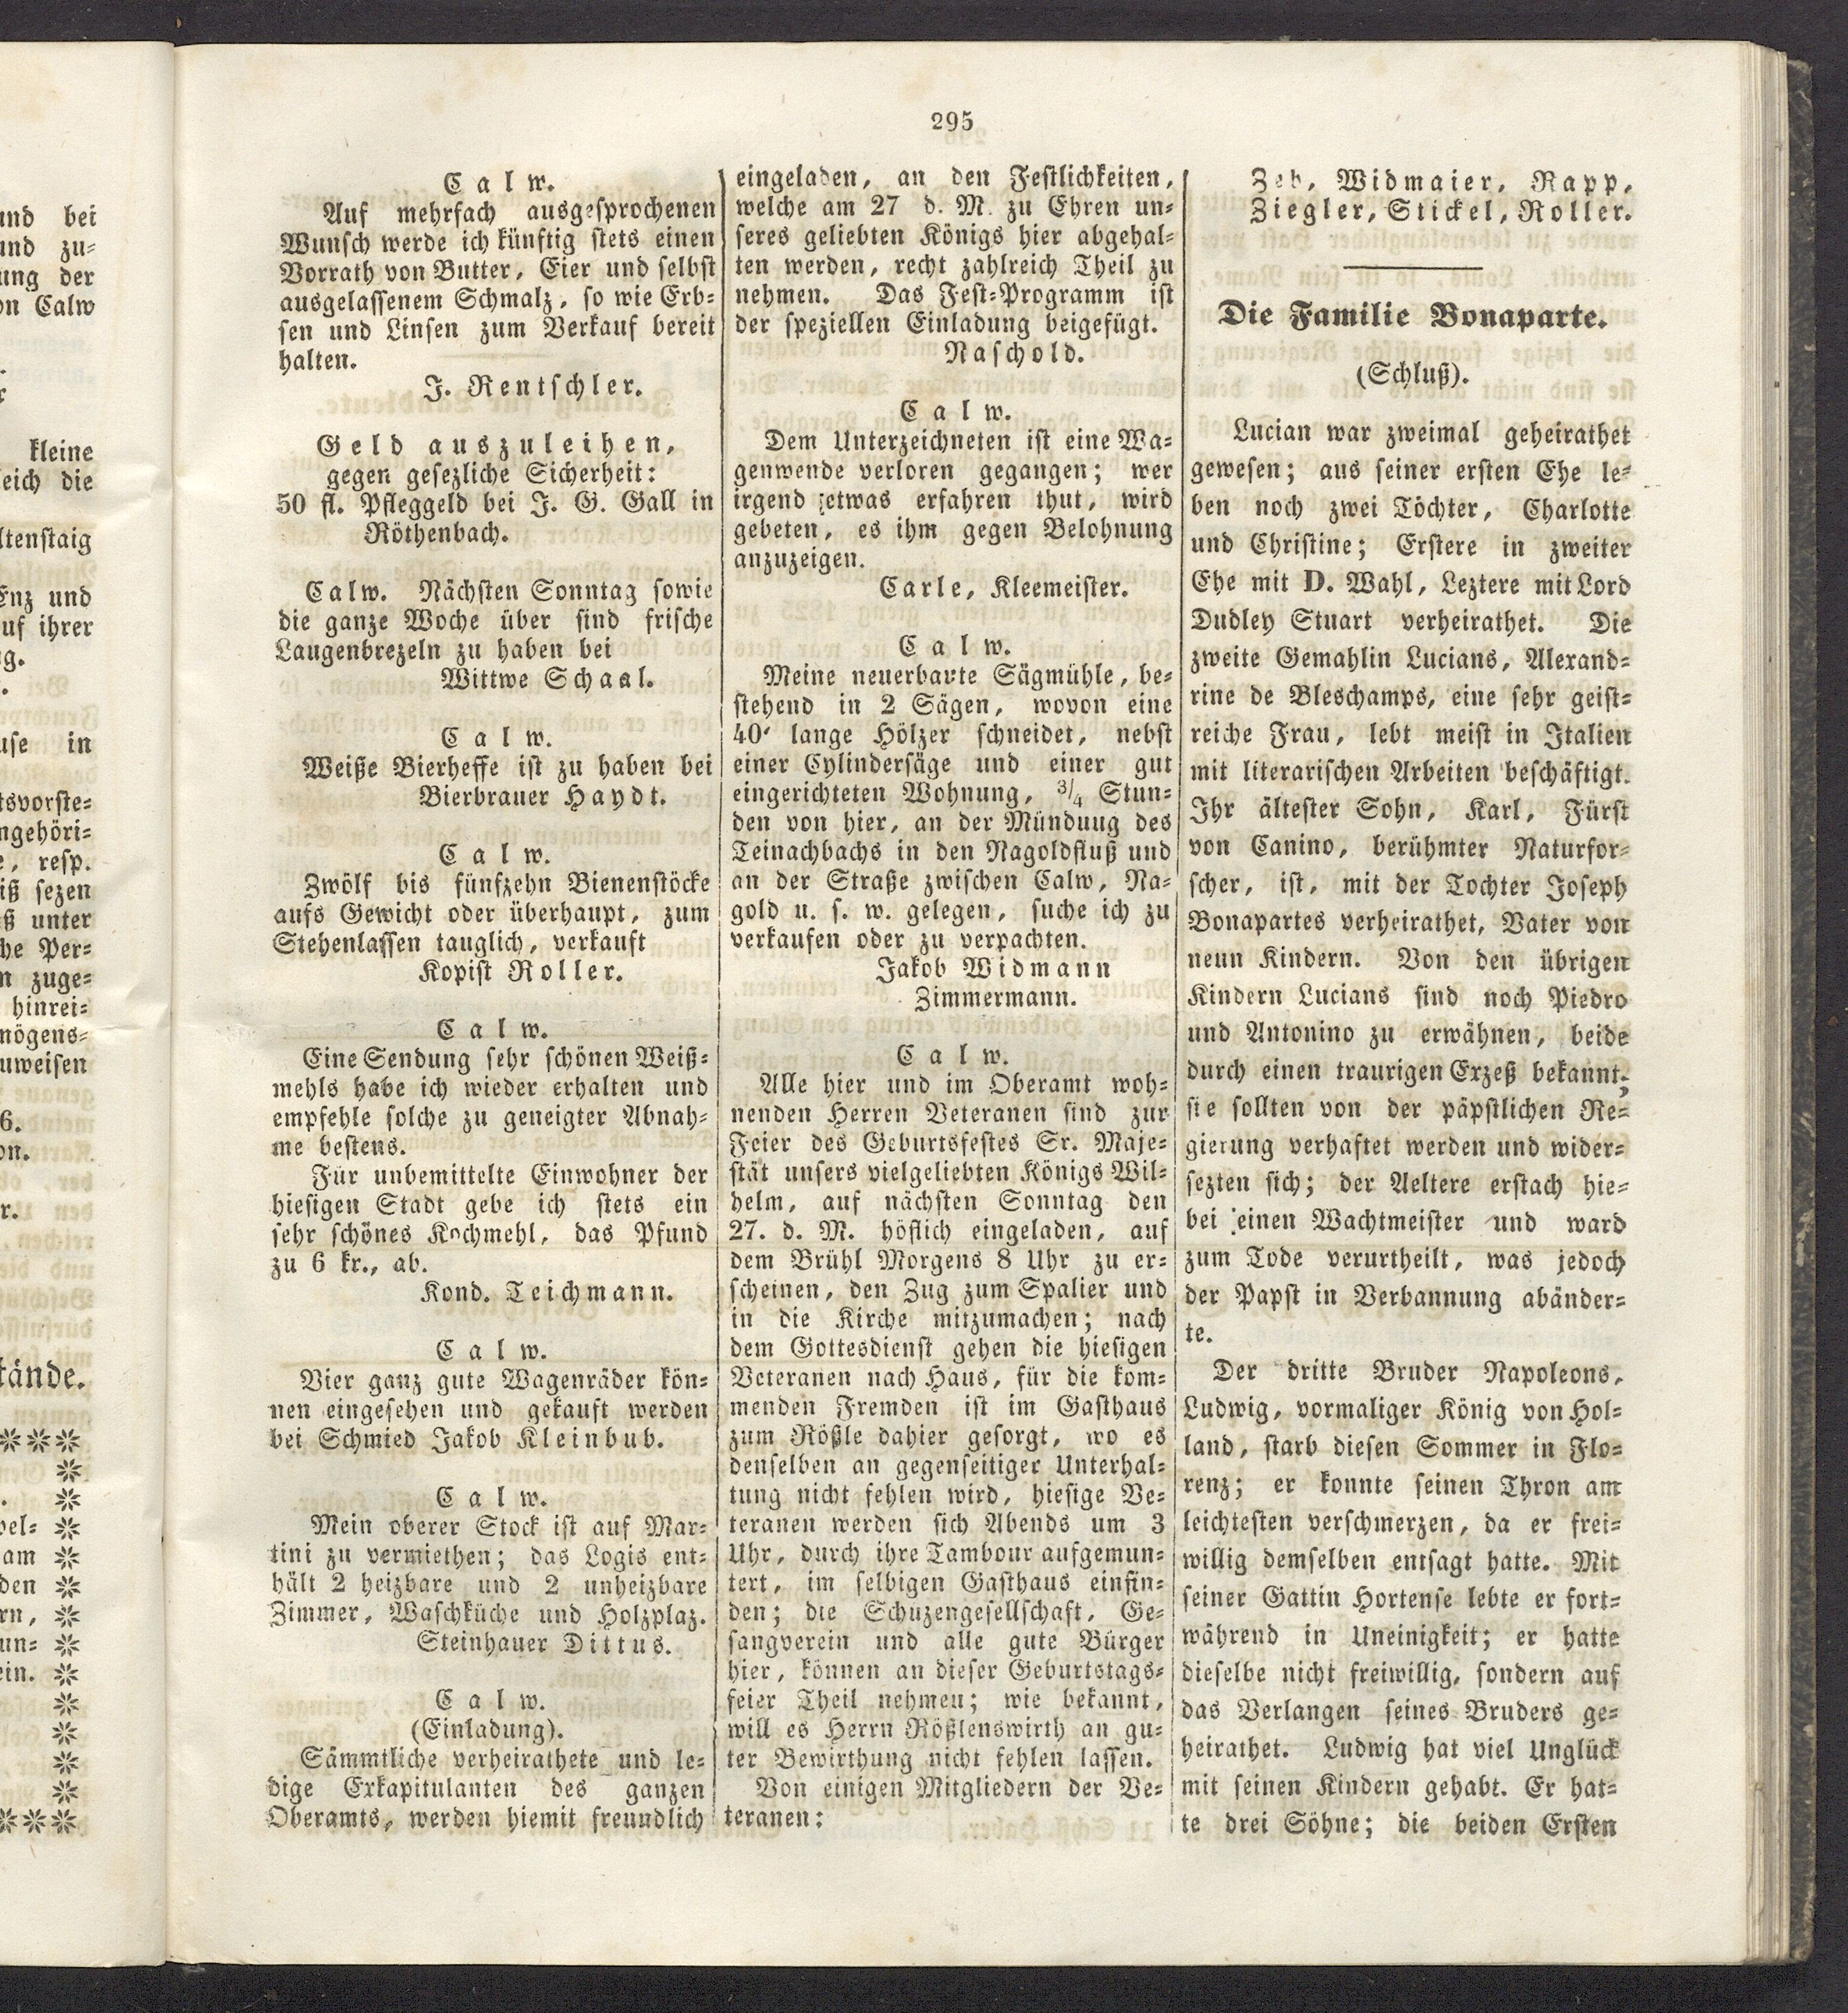 295
Calw.
Auf mehrfach ausgesprochenen
Wunsch werde ich künftig stets einen
Vorrath von Butter, Eier und selbst
ausgelassenem Schmalz, so wie Erb-
sen und Linsen zum Verkauf bereit
halten.
J. Rentschler.
Geld auszuleihen,
gegen gesezliche Sicherheit:
50 fl. Pfleggeld bei J. G. Gall in
Röthenbach.
Calw. Nächsten Sonntag sowie
die ganze Woche über sind frische
Laugenbrezeln zu haben bei
Wittwe Schaal.
Calw.
Weiße Bierheffe ist zu haben bei
Bierbrauer Haydt.
Calw.
Zwölf bis fünfzehn Bienenstöcke
aufs Gewicht oder überhaupt, zum
Stehenlassen tauglich, verkauft
Kopist Roller.
Calw.
Eine Sendung sehr schönen Weiß-
mehls habe ich wieder erhalten und
empfehle solche zu geneigter Abnah-
me bestens.
Für unbemittelte Einwohner der
hiesigen Stadt gebe ich stets ein
sehr schönes Kochmehl, das Pfund
zu 6 kr., ab.
Kond. Teichmann.
Calw.
Vier ganz gute Wagenräder kön-
nen eingesehen und gekauft werden
bei Schmied Jakob Kleinbub.
Calw.
Mein oberer Stock ist auf Mar-
tini zu vermiethen; das Logis ent-
hält 2 heizbare und 2 unheizbare
Zimmer, Waschküche und Holzplaz.
Steinhauer Dittus.
Calw.
(Einladung).
Sämmtliche verheirathete und le-
dige Exkapitulanten des ganzen
Oberamts, werden hiemit freundlich
eingeladen, an den Festlichkeiten,
welche am 27 d. M. zu Ehren un-
seres geliebten Königs hier abgehal-
ten werden, recht zahlreich Theil zu
nehmen. Das Fest-Programm ist
der speziellen Einladung beigefügt.
Naschold.
Calw.
Dem Unterzeichneten ist eine Wa-
genwende verloren gegangen; wer
irgend etwas erfahren thut, wird
gebeten, es ihm gegen Belohnung
anzuzeigen.
Carle, Kleemeister.
Calw.
Meine neuerbaute Sägmühle, be-
stehend in 2 Sägen, wovon eine
40' lange Hölzer schneidet, nebst
einer Cylindersäge und einer gut
eingerichteten Wohnung, 3/4 Stun-
den von hier, an der Mündung des
Teinachbachs in den Nagoldfluß und
an der Straße zwischen Calw, Na-
gold u. s. w. gelegen, suche ich zu
verkaufen oder zu verpachten.
Jakob Widmann
Zimmermann.
Calw.
Alle hier und im Oberamt woh-
nenden Herren Veteranen sind zur
Feier des Geburtsfestes Sr. Maje-
stät unsers vielgeliebten Königs Wil-
helm, auf nächsten Sonntag den
27. d. M. höflich eingeladen, auf
dem Brühl Morgens 8 Uhr zu er-
scheinen, den Zug zum Spalier und
in die Kirche mitzumachen; nach
dem Gottesdienst gehen die hiesigen
Veteranen nach Haus, für die kom-
menden Fremden ist im Gasthaus
zum Rößle dahier gesorgt, wo es
denselben an gegenseitiger Unterhal-
tung nicht fehlen wird, hiesige Ve-
teranen werden sich Abends um 3
Uhr, durch ihre Tambour aufgemun-
tert, im selbigen Gasthaus einfin-
den; die Schuzengesellschaft, Ge-
sangverein und alle gute Bürger
hier, können an dieser Geburtstags-
feier Theil nehmen; wie bekannt,
will es Herrn Rößlenswirth an gu-
ter Bewirthung nicht fehlen lassen.
Von einigen Mitgliedern der Ve-
teranen:
Zeb, Widmaier, Rapp,
Ziegler, Stickel, Roller.
Die Familie Bonaparte.
(Schluß).
Lucian war zweimal geheirathet
gewesen; aus seiner ersten Ehe le-
ben noch zwei Töchter, Charlotte
und Christine; Erstere in zweiter
Ehe mit D. Wahl, Leztere mit Lord
Dudley Stuart verheirathet. Die
zweite Gemahlin Lucians, Alexand-
rine de Bleschamps, eine sehr geist-
reiche Frau, lebt meist in Italien
mit literarischen Arbeiten beschäftigt.
Ihr ältester Sohn, Karl, Fürst
von Canino, berühmter Naturfor-
scher, ist, mit der Tochter Joseph
Bonapartes verheirathet, Vater von
neun Kindern. Von den übrigen
Kindern Lucians sind noch Piedro
und Antonino zu erwähnen, beide
durch einen traurigen Exzeß bekannt;
sie sollten von der päpstlichen Re-
gierung verhaftet werden und wider-
sezten sich; der Aeltere erstach hie-
bei einen Wachtmeister und ward
zum Tode verurtheilt, was jedoch
der Papst in Verbannung abänder-
te.
Der dritte Bruder Napoleons,
Ludwig, vormaliger König von Hol-
land, starb diesen Sommer in Flo-
renz; er konnte seinen Thron am
leichtesten verschmerzen, da er frei-
willig demselben entsagt hatte. Mit
seiner Gattin Hortense lebte er fort-
während in Uneinigkeit; er hatte
dieselbe nicht freiwillig, sondern auf
das Verlangen seines Bruders ge-
heirathet. Ludwig hat viel Unglück
mit seinen Kindern gehabt. Er hat-
te drei Söhne; die beiden Ersten